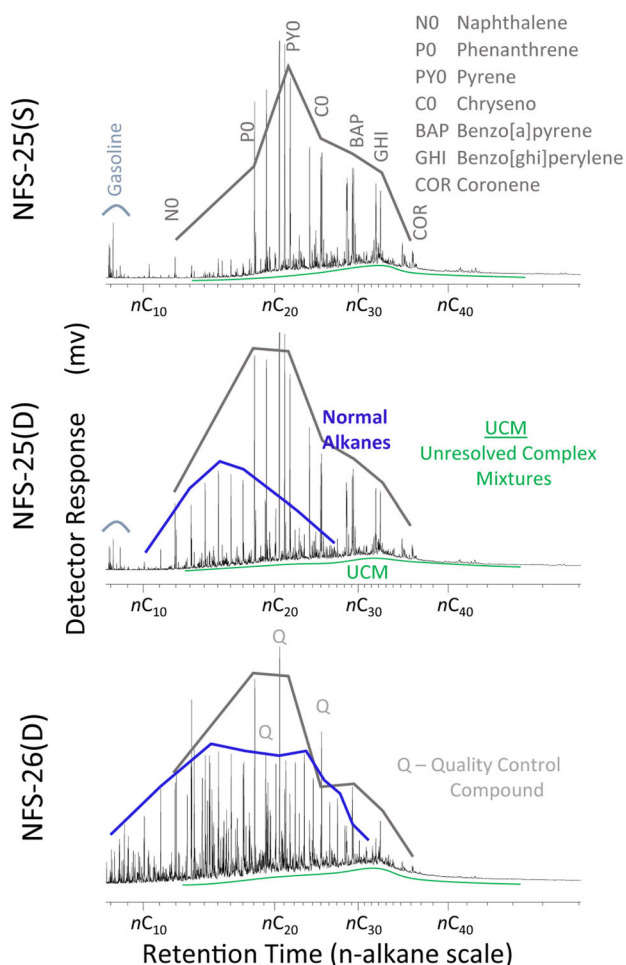 NFS-25(S)
Gasoline
N0
P0
PY0
C0
BAP
GHI
COR
N0 Naphthalene
P0 Phenanthrene
PY0 Pyrene
C0 Chryseno
BAP Benzo[a]pyrene
GHI Benzo[ghi]perylene
COR Coronene
nC10 nC20 nC30 nC40
NFS-25(D)
Detector Response (mv)
Normal
Alkanes
UCM
Unresolved Complex
Mixtures
UCM
nC10 nC20 nC30 nC40
NFS-26(D)
Q
Q
Q
Q – Quality Control
Compound
nC10 nC20 nC30 nC40
Retention Time (n-alkane scale)